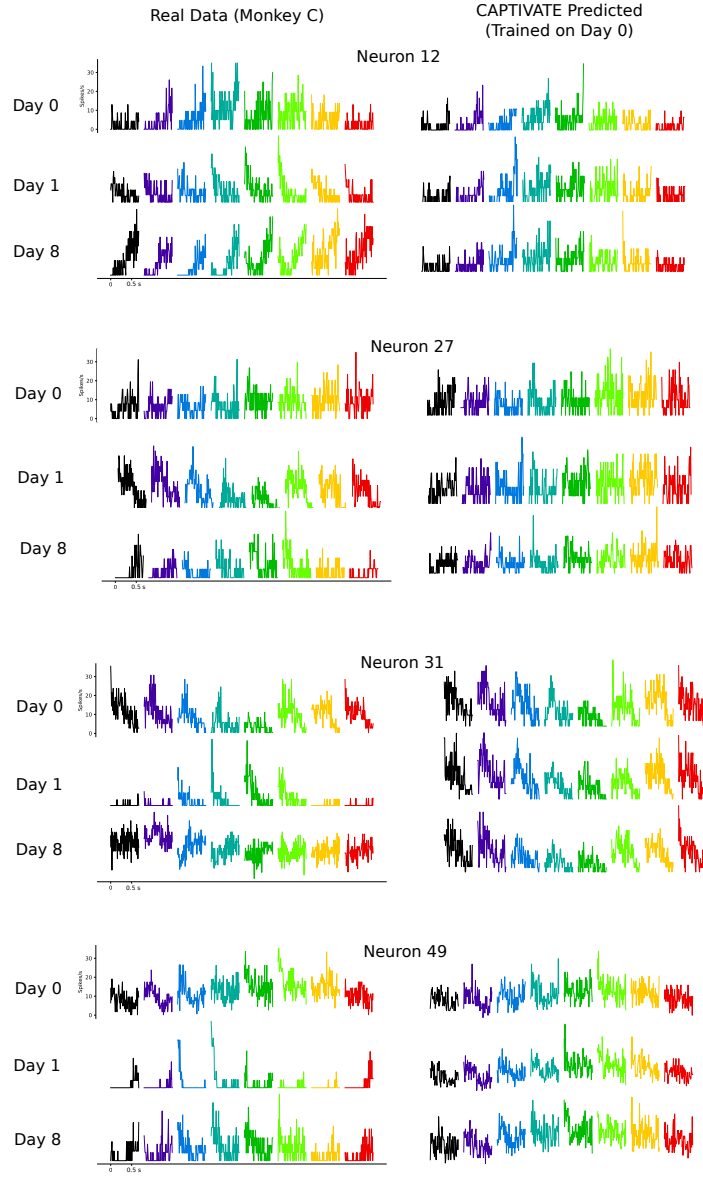 Real Data (Monkey C)
CAPTIVATE Predicted
(Trained on Day 0)
Neuron 12
Day 0
Spikes/s
30
20
10
0
Day 1
Day 8
0
0.5 s
Neuron 27
Day 0
Spikes/s
30
20
10
0
Day 1
Day 8
0
0.5 s
Neuron 31
Day 0
Spikes/s
30
20
10
0
Day 1
Day 8
0
0.5 s
Neuron 49
Day 0
Spikes/s
30
20
10
0
Day 1
Day 8
0
0.5 s